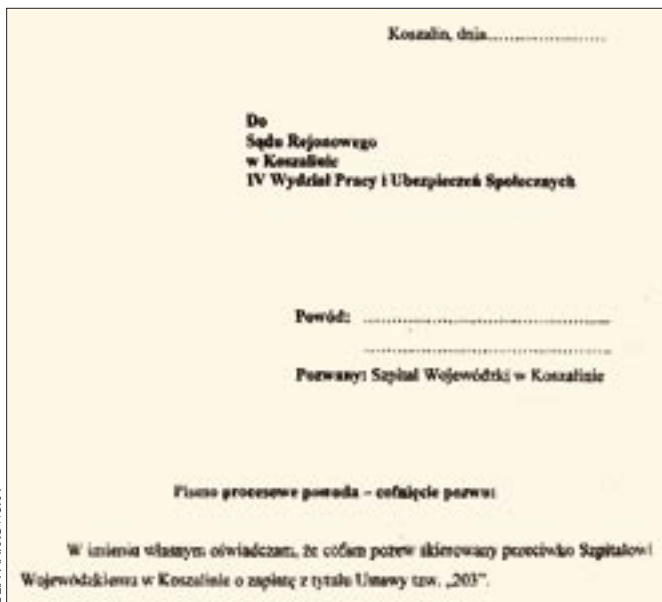 Koszalin, dnia......................
Do
Sądu Rejonowego
w Koszalinie
IV Wydział Pracy i Ubezpieczeń Społecznych
Powód: .............................................
.............................................
Pozwany: Szpital Wojewódzki w Koszalinie
Pismo procesowe powoda – cofnięcie pozwu:
W imieniu własnym oświadczam, że cofam pozew skierowany przeciwko Szpitalowi
Wojewódzkiemu w Koszalinie o zapłatę z tytułu Ustawy tzw. „203”.